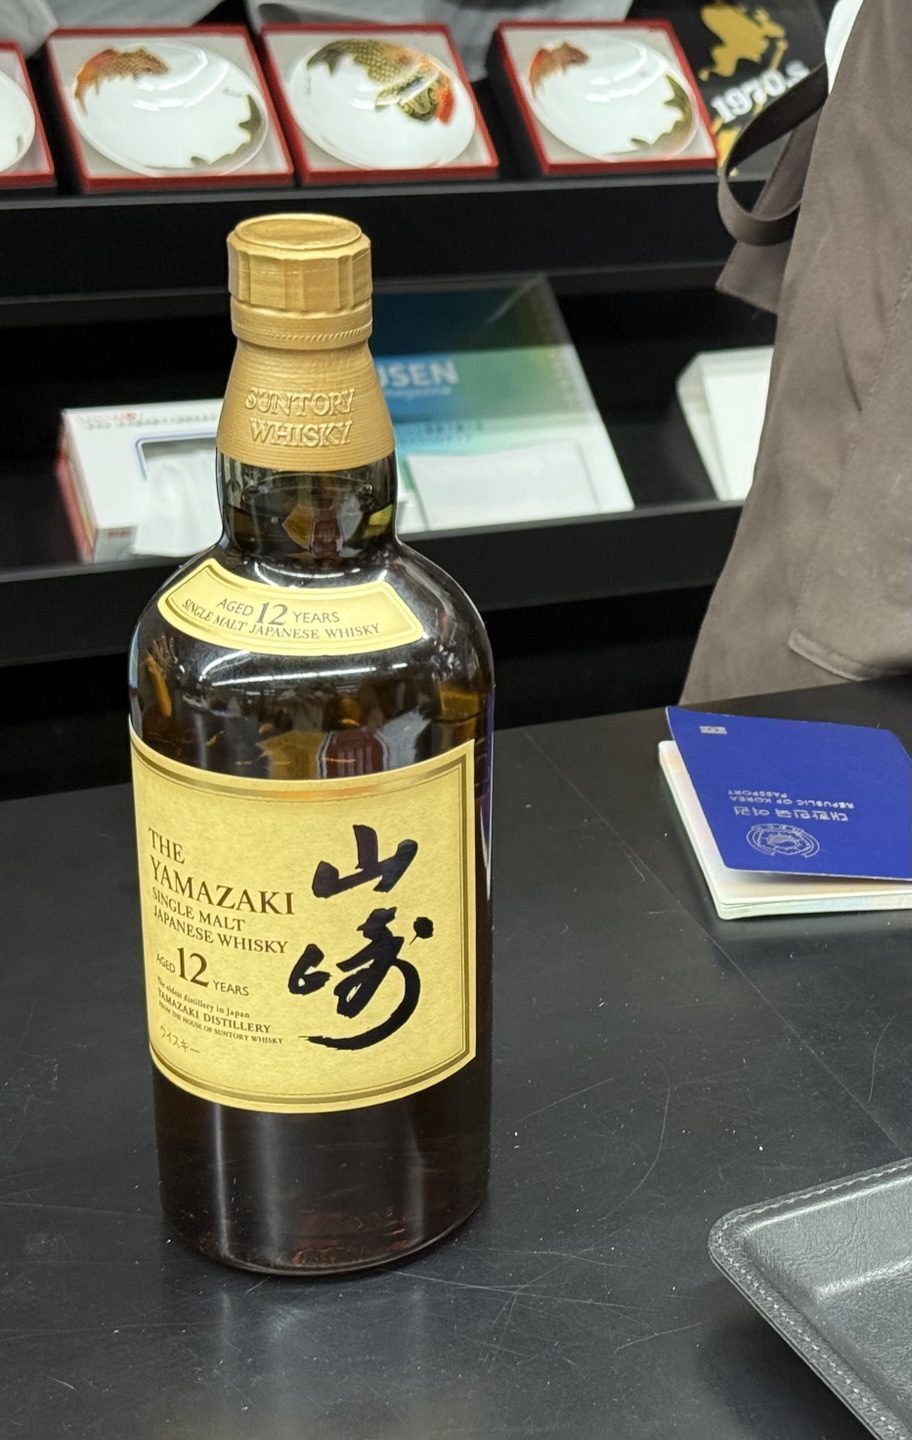 1970.s
USEN
SUNTORY
WHISKY
AGED 12 YEARS
SINGLE MALT JAPANESE WHISKY
THE
YAMAZAKI
SINGLE MALT
JAPANESE WHISKY
AGED 12 YEARS
The oldest distillery in Japan
YAMAZAKI DISTILLERY
FROM THE HOUSE OF SUNTORY WHISKY
ウイスキー
山崎
대한민국 여권
REPUBLIC OF KOREA
PASSPORT